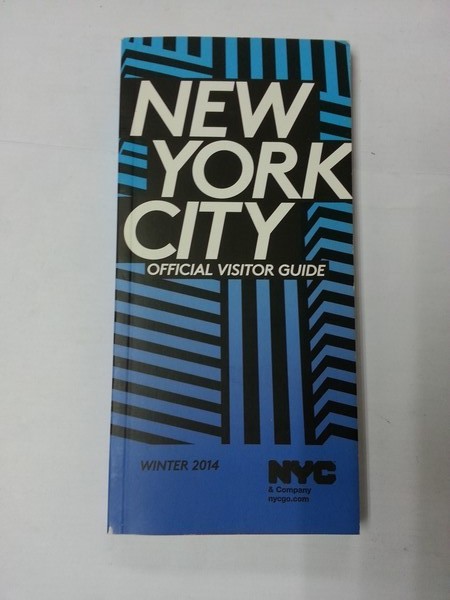 NEW
YORK
CITY
OFFICIAL VISITOR GUIDE
WINTER 2014
NYC
& Company
nycgo.com